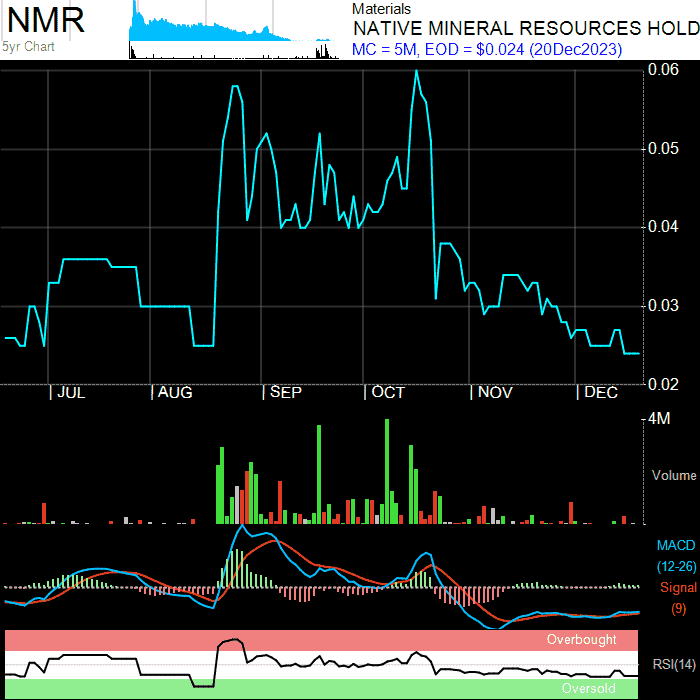 NMR
5yr Chart
Materials
NATIVE MINERAL RESOURCES HOLD
MC = 5M, EOD = $0.024 (20Dec2023)
0.06
0.05
0.04
0.03
0.02
| JUL | AUG | SEP | OCT | NOV | DEC
4M
Volume
MACD
(12-26)
Signal
(9)
Overbought
RSI(14)
Oversold